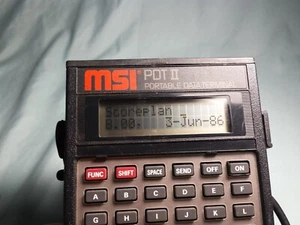 msi PDT II
PORTABLE DATA TERMINAL
Scoreplan
8.00. 3-Jun-86
FUNC SHIFT SPACE SEND OFF ON
A B C D E F
G H I J K L